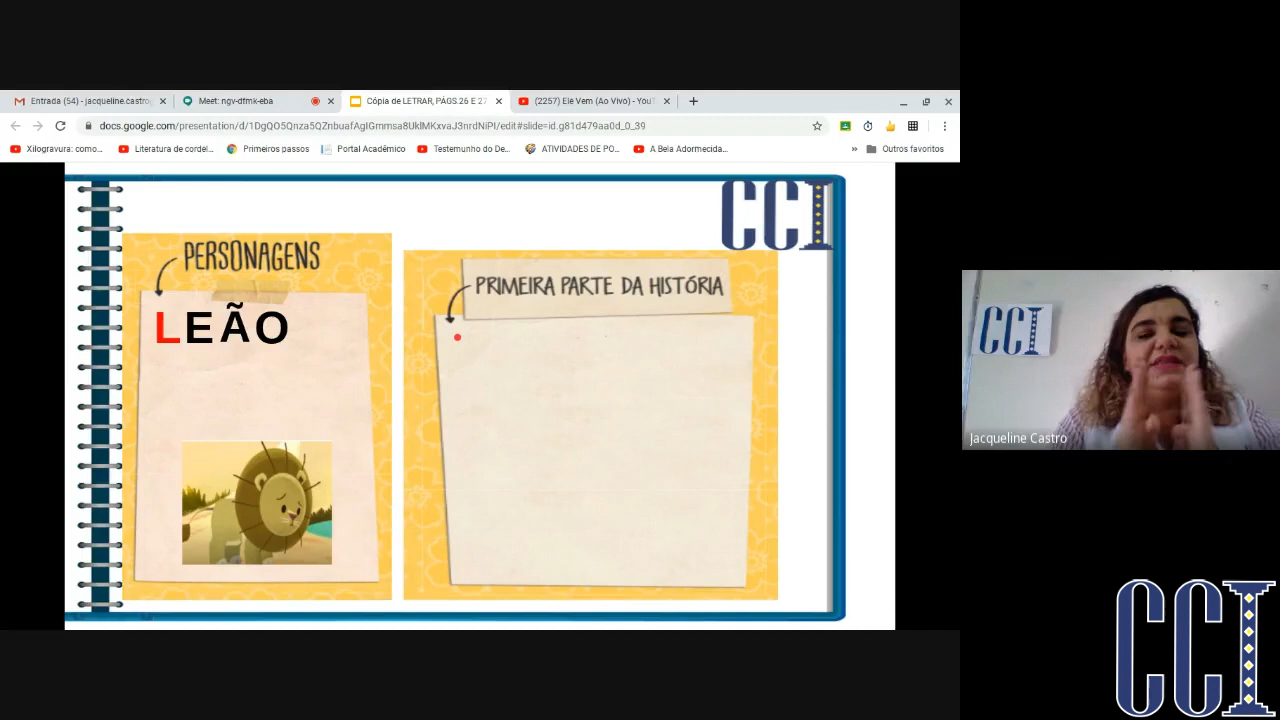 Entrada (54) - jacqueline.castro
Meet: ngv-dfmk-eba
Cópia de LETRAR, PÁGS.26 E 27
(2257) Ele Vem (Ao Vivo) - YouT
docs.google.com/presentation/d/1DgQO5Qnza5QZnbuafAgIGmmsa8UklMKxvaJ3nrdNiPI/edit#slide=id.g81d479aa0d_0_39
Xilogravura: como...
Literatura de cordel...
Primeiros passos
Portal Acadêmico
Testemunho do De...
ATIVIDADES DE PO...
A Bela Adormecida...
»
Outros favoritos
CCI
PERSONAGENS
LEÃO
PRIMEIRA PARTE DA HISTÓRIA
CCI
Jacqueline Castro
CCI